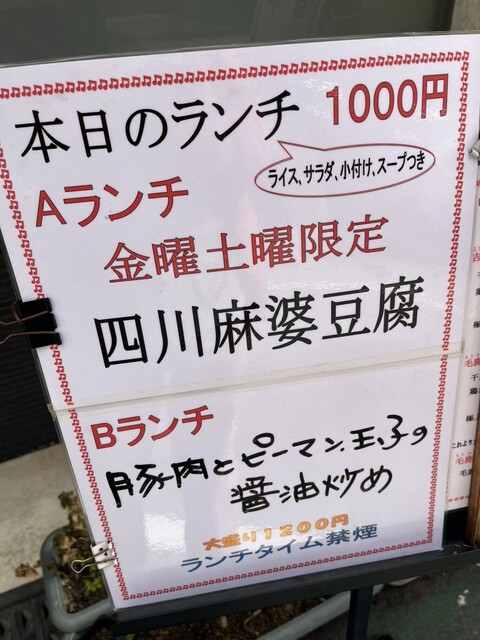 本日のランチ 1000円
ライス、サラダ、小付け、スープつき
Aランチ
金曜土曜限定
四川麻婆豆腐
Bランチ
豚肉とピーマン、玉子の
醤油炒め
大盛り1200円
ランチタイム禁煙